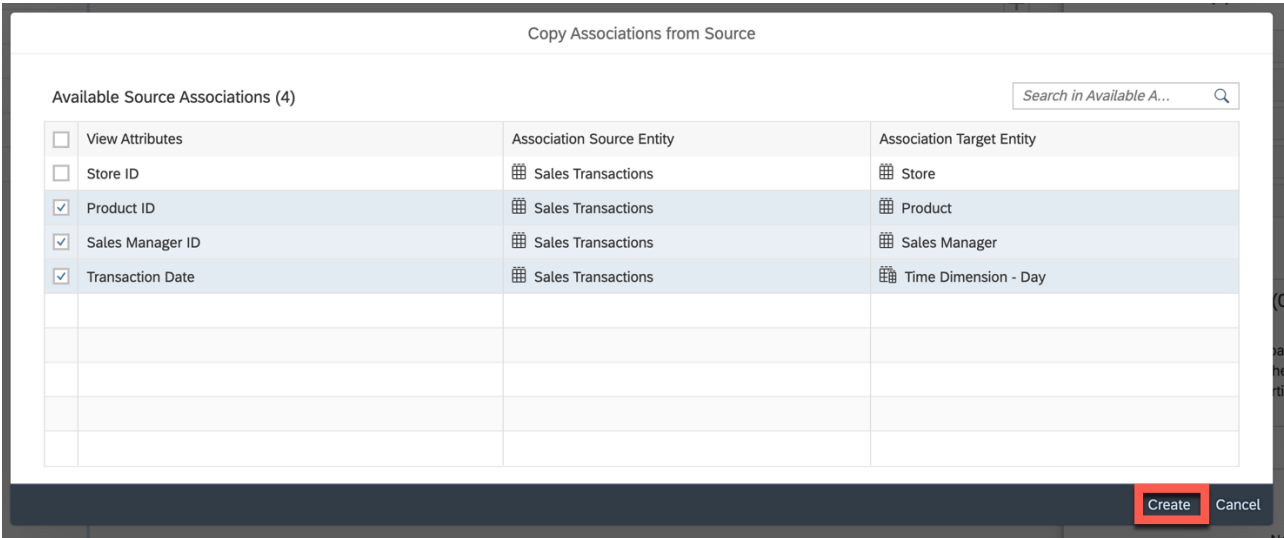 Copy Associations from Source
Available Source Associations (4)
Search in Available A...
View Attributes Association Source Entity Association Target Entity
Store ID Sales Transactions Store
Product ID Sales Transactions Product
Sales Manager ID Sales Transactions Sales Manager
Transaction Date Sales Transactions Time Dimension - Day
Create Cancel